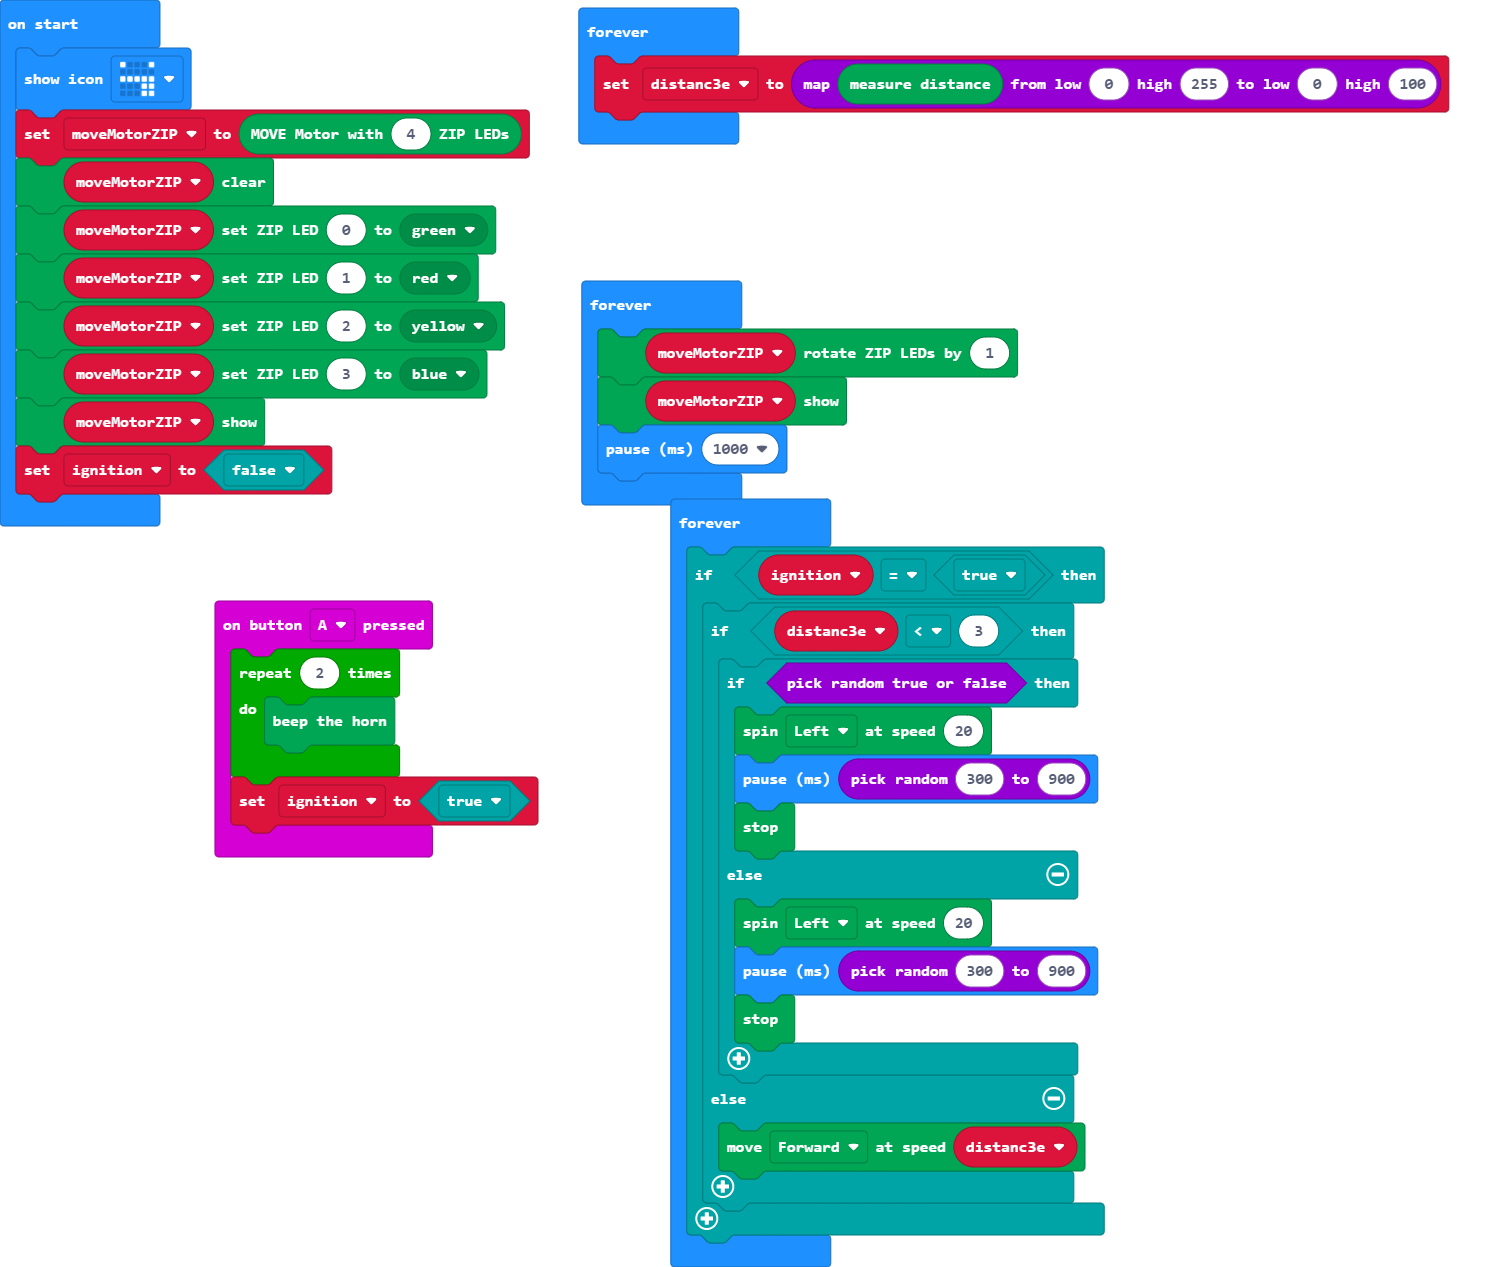 on start
show icon
set moveMotorZIP to MOVE Motor with 4 ZIP LEDs
moveMotorZIP clear
moveMotorZIP set ZIP LED 0 to green
moveMotorZIP set ZIP LED 1 to red
moveMotorZIP set ZIP LED 2 to yellow
moveMotorZIP set ZIP LED 3 to blue
moveMotorZIP show
set ignition to false
forever
set distanc3e to map measure distance from low 0 high 255 to low 0 high 100
forever
moveMotorZIP rotate ZIP LEDs by 1
moveMotorZIP show
pause (ms) 1000
on button A pressed
repeat 2 times
do
beep the horn
set ignition to true
forever
if ignition = true then
if distanc3e < 3 then
if pick random true or false then
spin Left at speed 20
pause (ms) pick random 300 to 900
stop
else
spin Left at speed 20
pause (ms) pick random 300 to 900
stop
else
move Forward at speed distanc3e